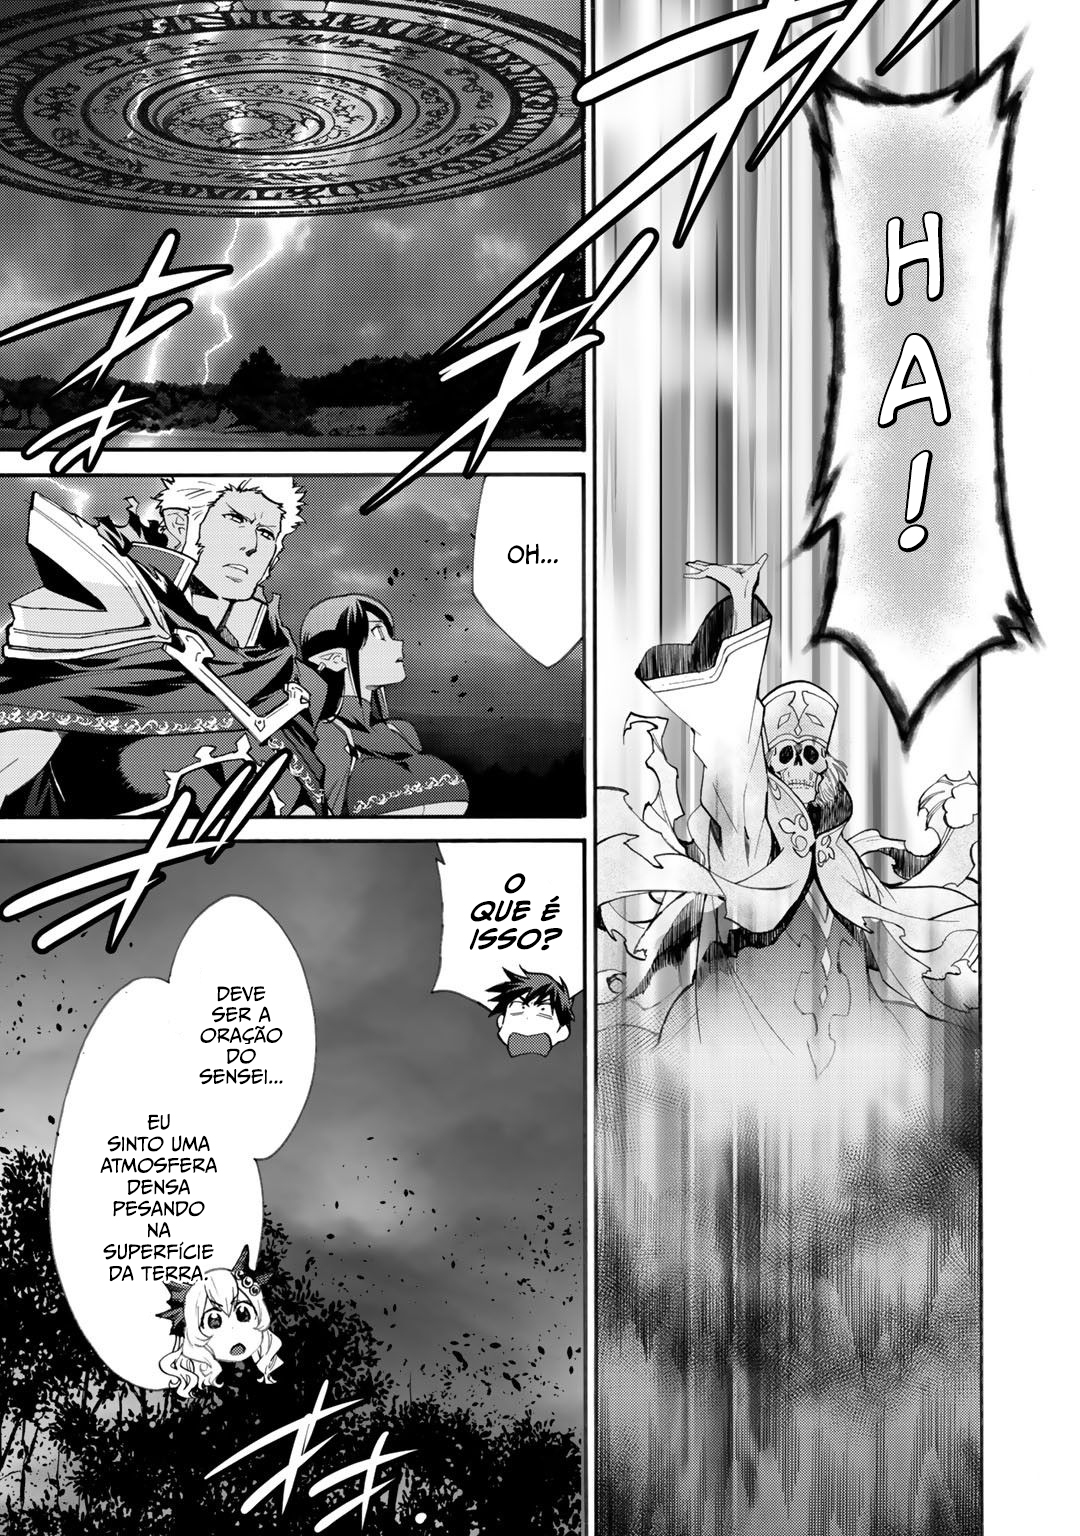 HA!
OH...
O
QUE É
ISSO?
DEVE
SER A
ORAÇÃO
DO
SENSEI...
EU
SINTO UMA
ATMOSFERA
DENSA
PESANDO
NA
SUPERFÍCIE
DA TERRA.